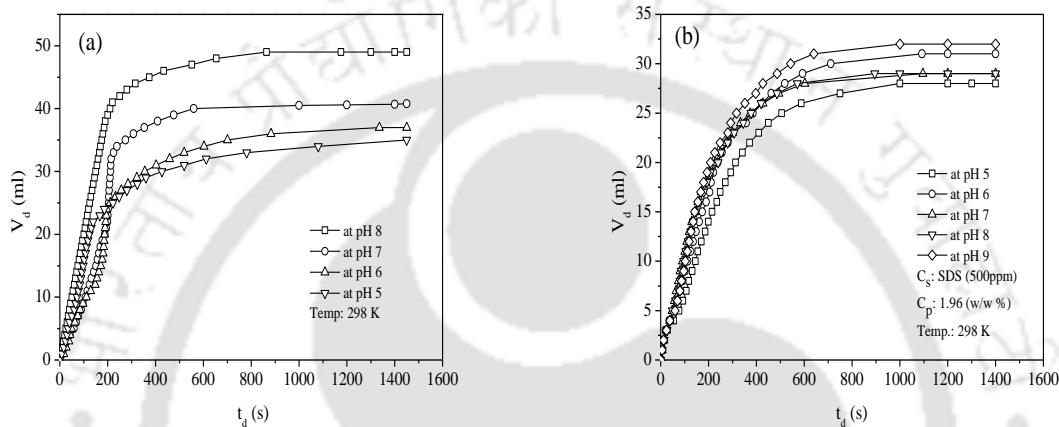 (a)
V_d (ml)
50
40
30
20
10
0
at pH 8
at pH 7
at pH 6
at pH 5
Temp: 298 K
0 200 400 600 800 1000 1200 1400 1600
t_d (s)
(b)
V_d (ml)
35
30
25
20
15
10
5
0
at pH 5
at pH 6
at pH 7
at pH 8
at pH 9
C_s: SDS (500ppm)
C_p: 1.96 (w/w %)
Temp.: 298 K
0 200 400 600 800 1000 1200 1400 1600
t_d (s)